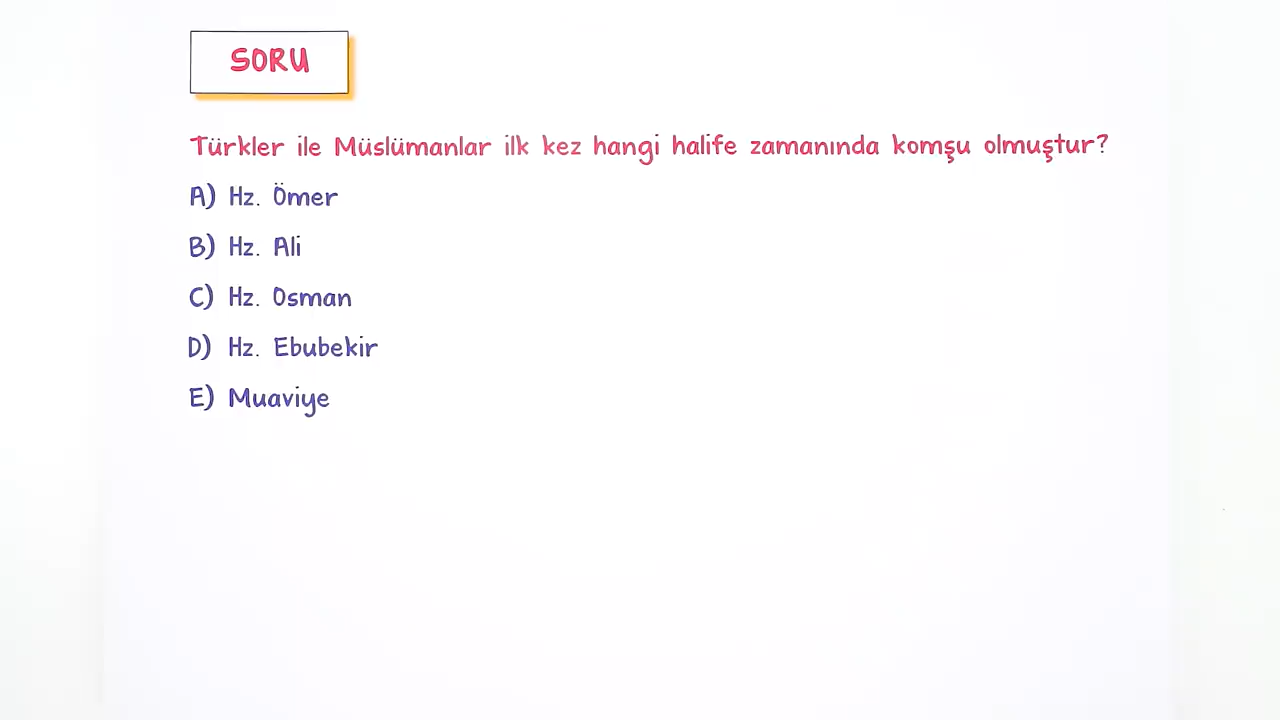 SORU
Türkler ile Müslümanlar ilk kez hangi halife zamanında komşu olmuştur?
A) Hz. Ömer
B) Hz. Ali
C) Hz. Osman
D) Hz. Ebubekir
E) Muaviye